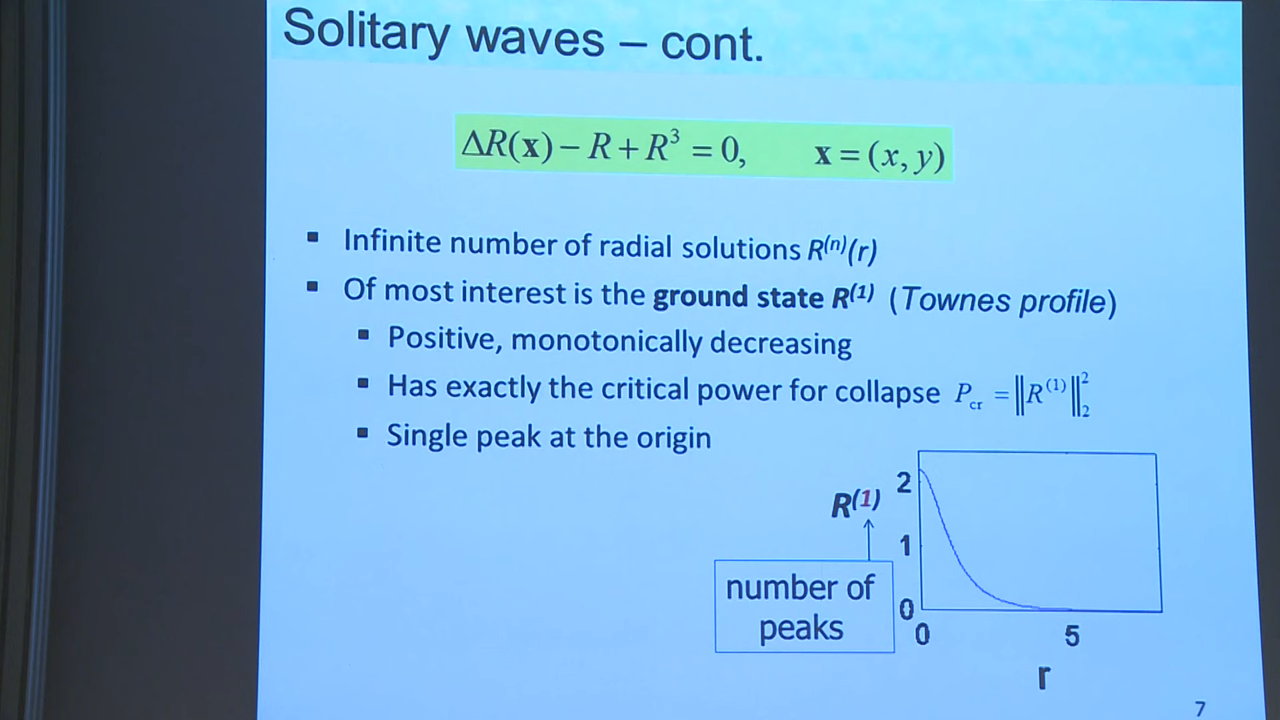 Solitary waves – cont.
ΔR(x) − R + R³ = 0, x = (x, y)
▪ Infinite number of radial solutions R⁽ⁿ⁾(r)
▪ Of most interest is the ground state R⁽¹⁾ (Townes profile)
▪ Positive, monotonically decreasing
▪ Has exactly the critical power for collapse P_cr = ‖R⁽¹⁾‖₂²
▪ Single peak at the origin
R⁽¹⁾
number of
peaks
2
1
0
0 5
r
7